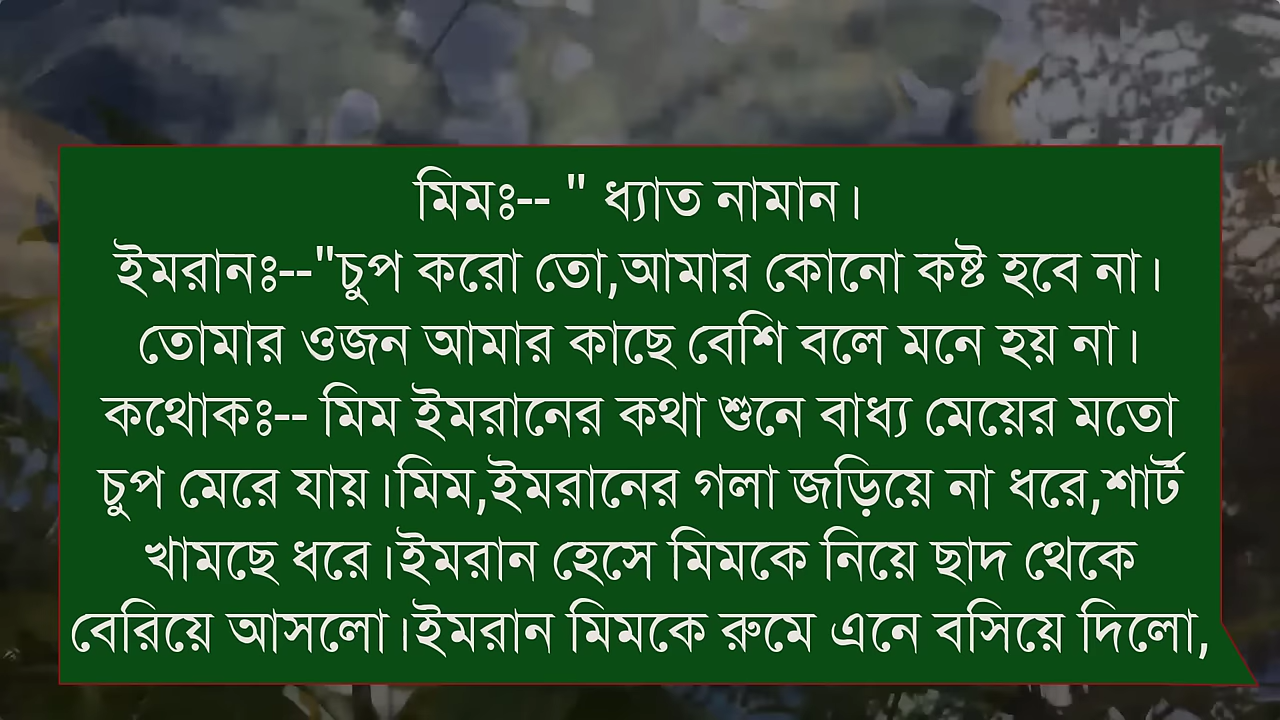 মিমঃ-- " ধ্যাত নামান।
ইমরানঃ--"চুপ করো তো,আমার কোনো কষ্ট হবে না।
তোমার ওজন আমার কাছে বেশি বলে মনে হয় না।
কথোকঃ-- মিম ইমরানের কথা শুনে বাধ্য মেয়ের মতো
চুপ মেরে যায়।মিম,ইমরানের গলা জড়িয়ে না ধরে,শার্ট
খামছে ধরে।ইমরান হেসে মিমকে নিয়ে ছাদ থেকে
বেরিয়ে আসলো।ইমরান মিমকে রুমে এনে বসিয়ে দিলো,